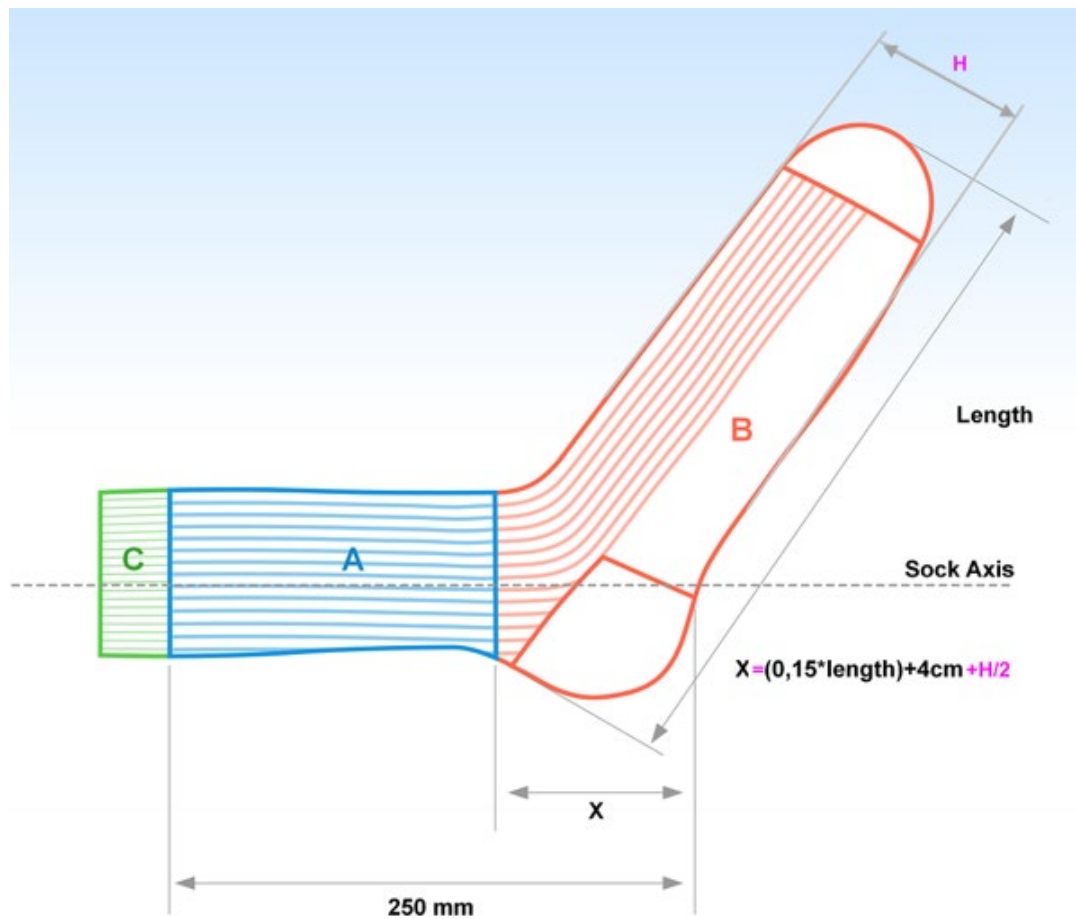 H
B
Length
C
A
Sock Axis
X=(0,15*length)+4cm +H/2
X
250 mm